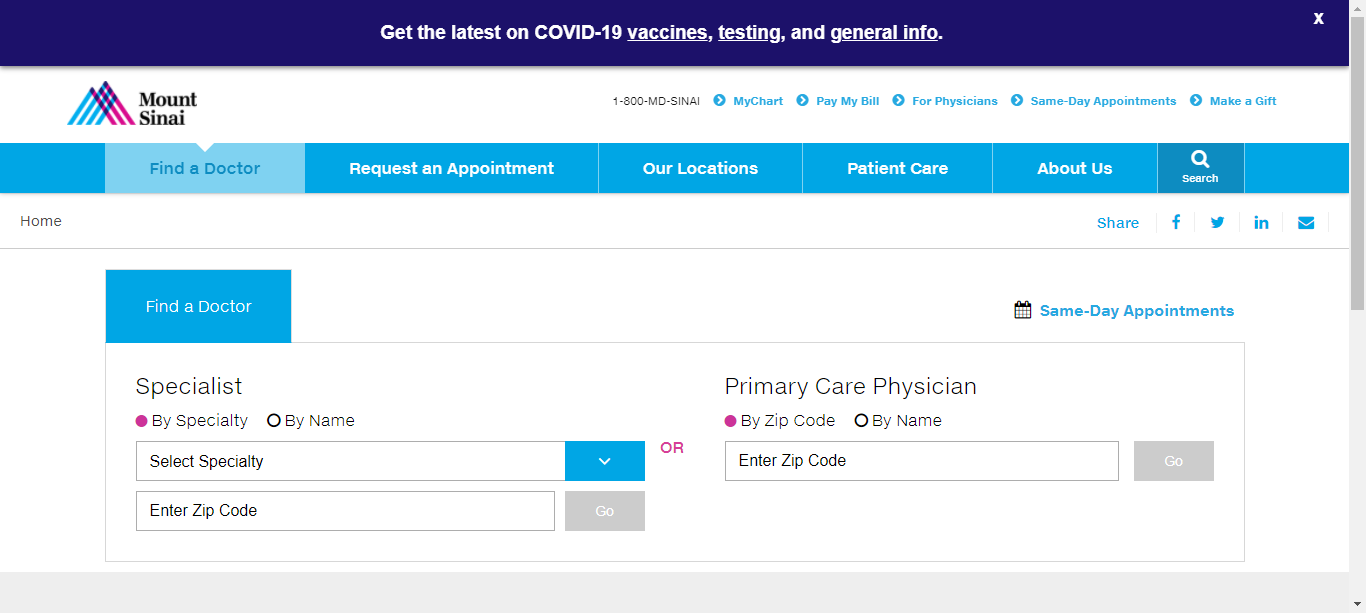 Get the latest on COVID-19 vaccines, testing, and general info.
X
Mount
Sinai
1-800-MD-SINAI
MyChart
Pay My Bill
For Physicians
Same-Day Appointments
Make a Gift
Find a Doctor
Request an Appointment
Our Locations
Patient Care
About Us
Search
Home
Share
Find a Doctor
Same-Day Appointments
Specialist
By Specialty
By Name
Select Specialty
Enter Zip Code
Go
OR
Primary Care Physician
By Zip Code
By Name
Enter Zip Code
Go